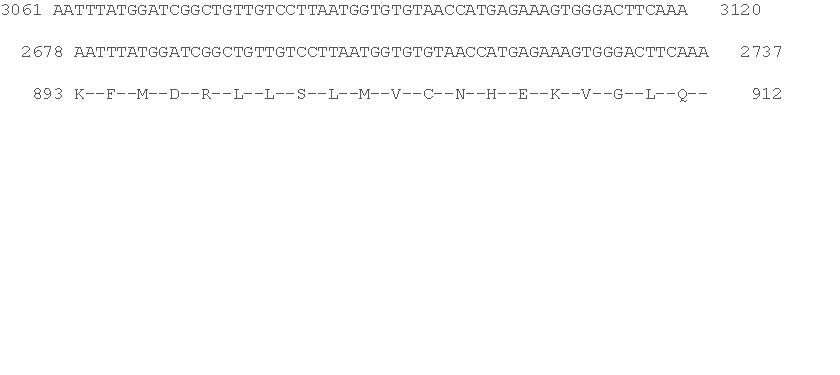 3061 AATTTATGGATCGGCTGTTGTCCTTAATGGTGTGTAACCATGAGAAAGTGGGACTTCAAA 3120
2678 AATTTATGGATCGGCTGTTGTCCTTAATGGTGTGTAACCATGAGAAAGTGGGACTTCAAA 2737
893 K--F--M--D--R--L--L--S--L--M--V--C--N--H--E--K--V--G--L--Q-- 912